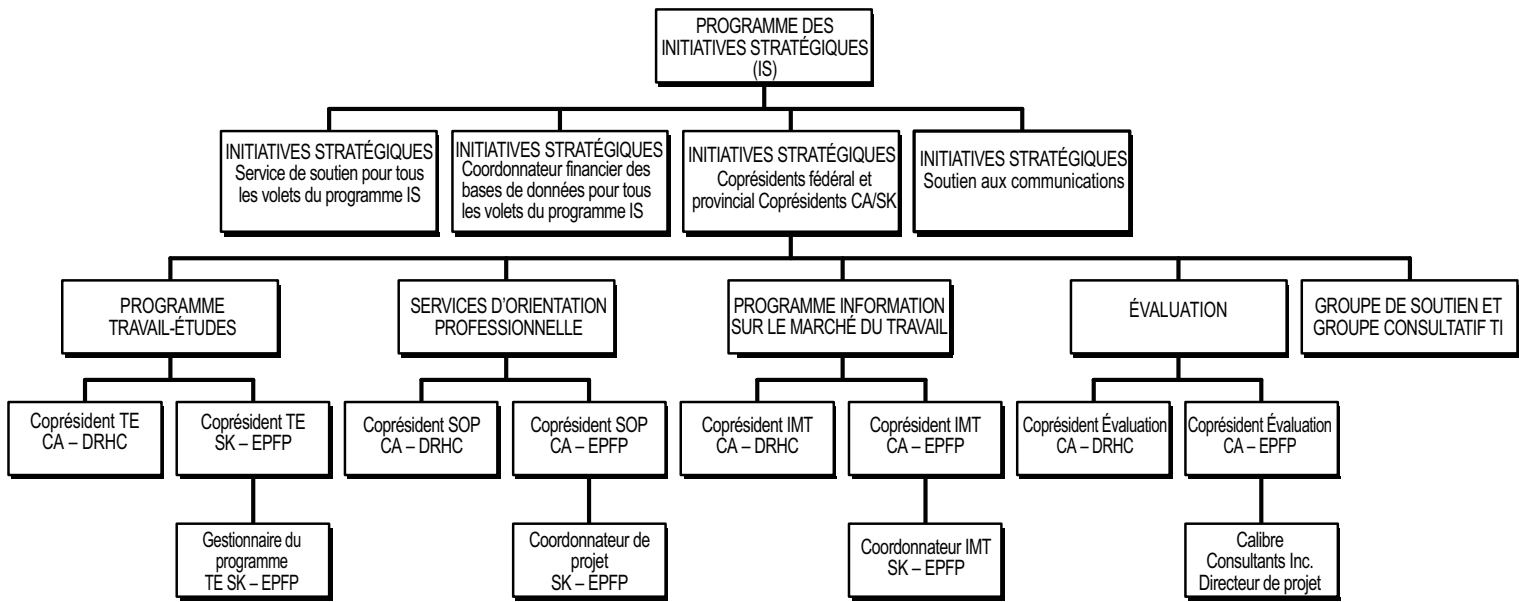 PROGRAMME DES
INITIATIVES STRATÉGIQUES
(IS)
INITIATIVES STRATÉGIQUES
Service de soutien pour tous
les volets du programme IS
INITIATIVES STRATÉGIQUES
Coordonnateur financier des
bases de données pour tous
les volets du programme IS
INITIATIVES STRATÉGIQUES
Coprésidents fédéral et
provincial Coprésidents CA/SK
INITIATIVES STRATÉGIQUES
Soutien aux communications
PROGRAMME
TRAVAIL-ÉTUDES
SERVICES D'ORIENTATION
PROFESSIONNELLE
PROGRAMME INFORMATION
SUR LE MARCHÉ DU TRAVAIL
ÉVALUATION
GROUPE DE SOUTIEN ET
GROUPE CONSULTATIF TI
Coprésident TE
CA – DRHC
Coprésident TE
SK – EPFP
Coprésident SOP
CA – DRHC
Coprésident SOP
CA – EPFP
Coprésident IMT
CA – DRHC
Coprésident IMT
CA – EPFP
Coprésident Évaluation
CA – DRHC
Coprésident Évaluation
CA – EPFP
Gestionnaire du
programme
TE SK – EPFP
Coordonnateur de
projet
SK – EPFP
Coordonnateur IMT
SK – EPFP
Calibre
Consultants Inc.
Directeur de projet